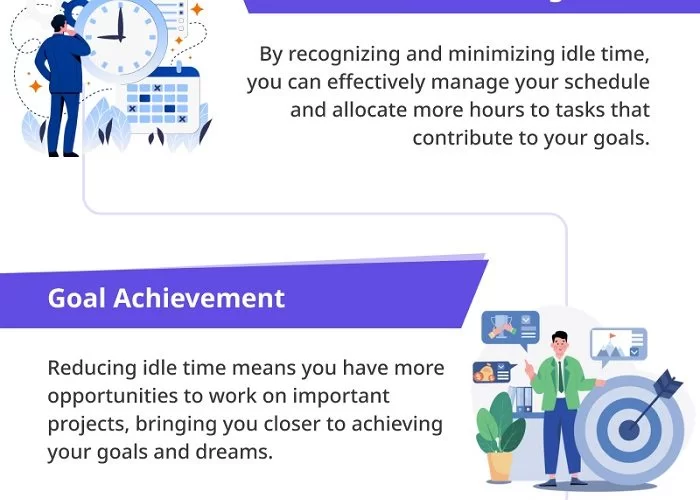 By recognizing and minimizing idle time,
you can effectively manage your schedule
and allocate more hours to tasks that
contribute to your goals.
Goal Achievement
Reducing idle time means you have more
opportunities to work on important
projects, bringing you closer to achieving
your goals and dreams.